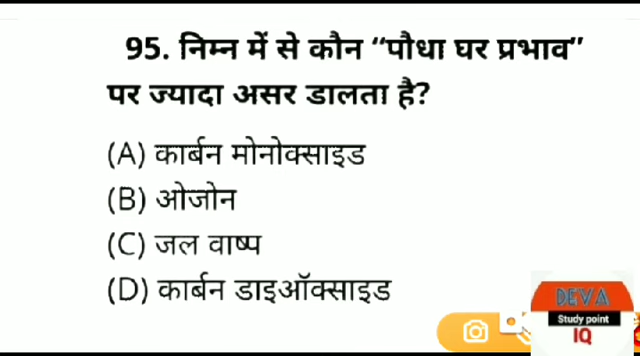 95. निम्न में से कौन “पौधा घर प्रभाव”
पर ज्यादा असर डालता है?
(A) कार्बन मोनोक्साइड
(B) ओजोन
(C) जल वाष्प
(D) कार्बन डाइऑक्साइड
DEVA
Study point
IQ